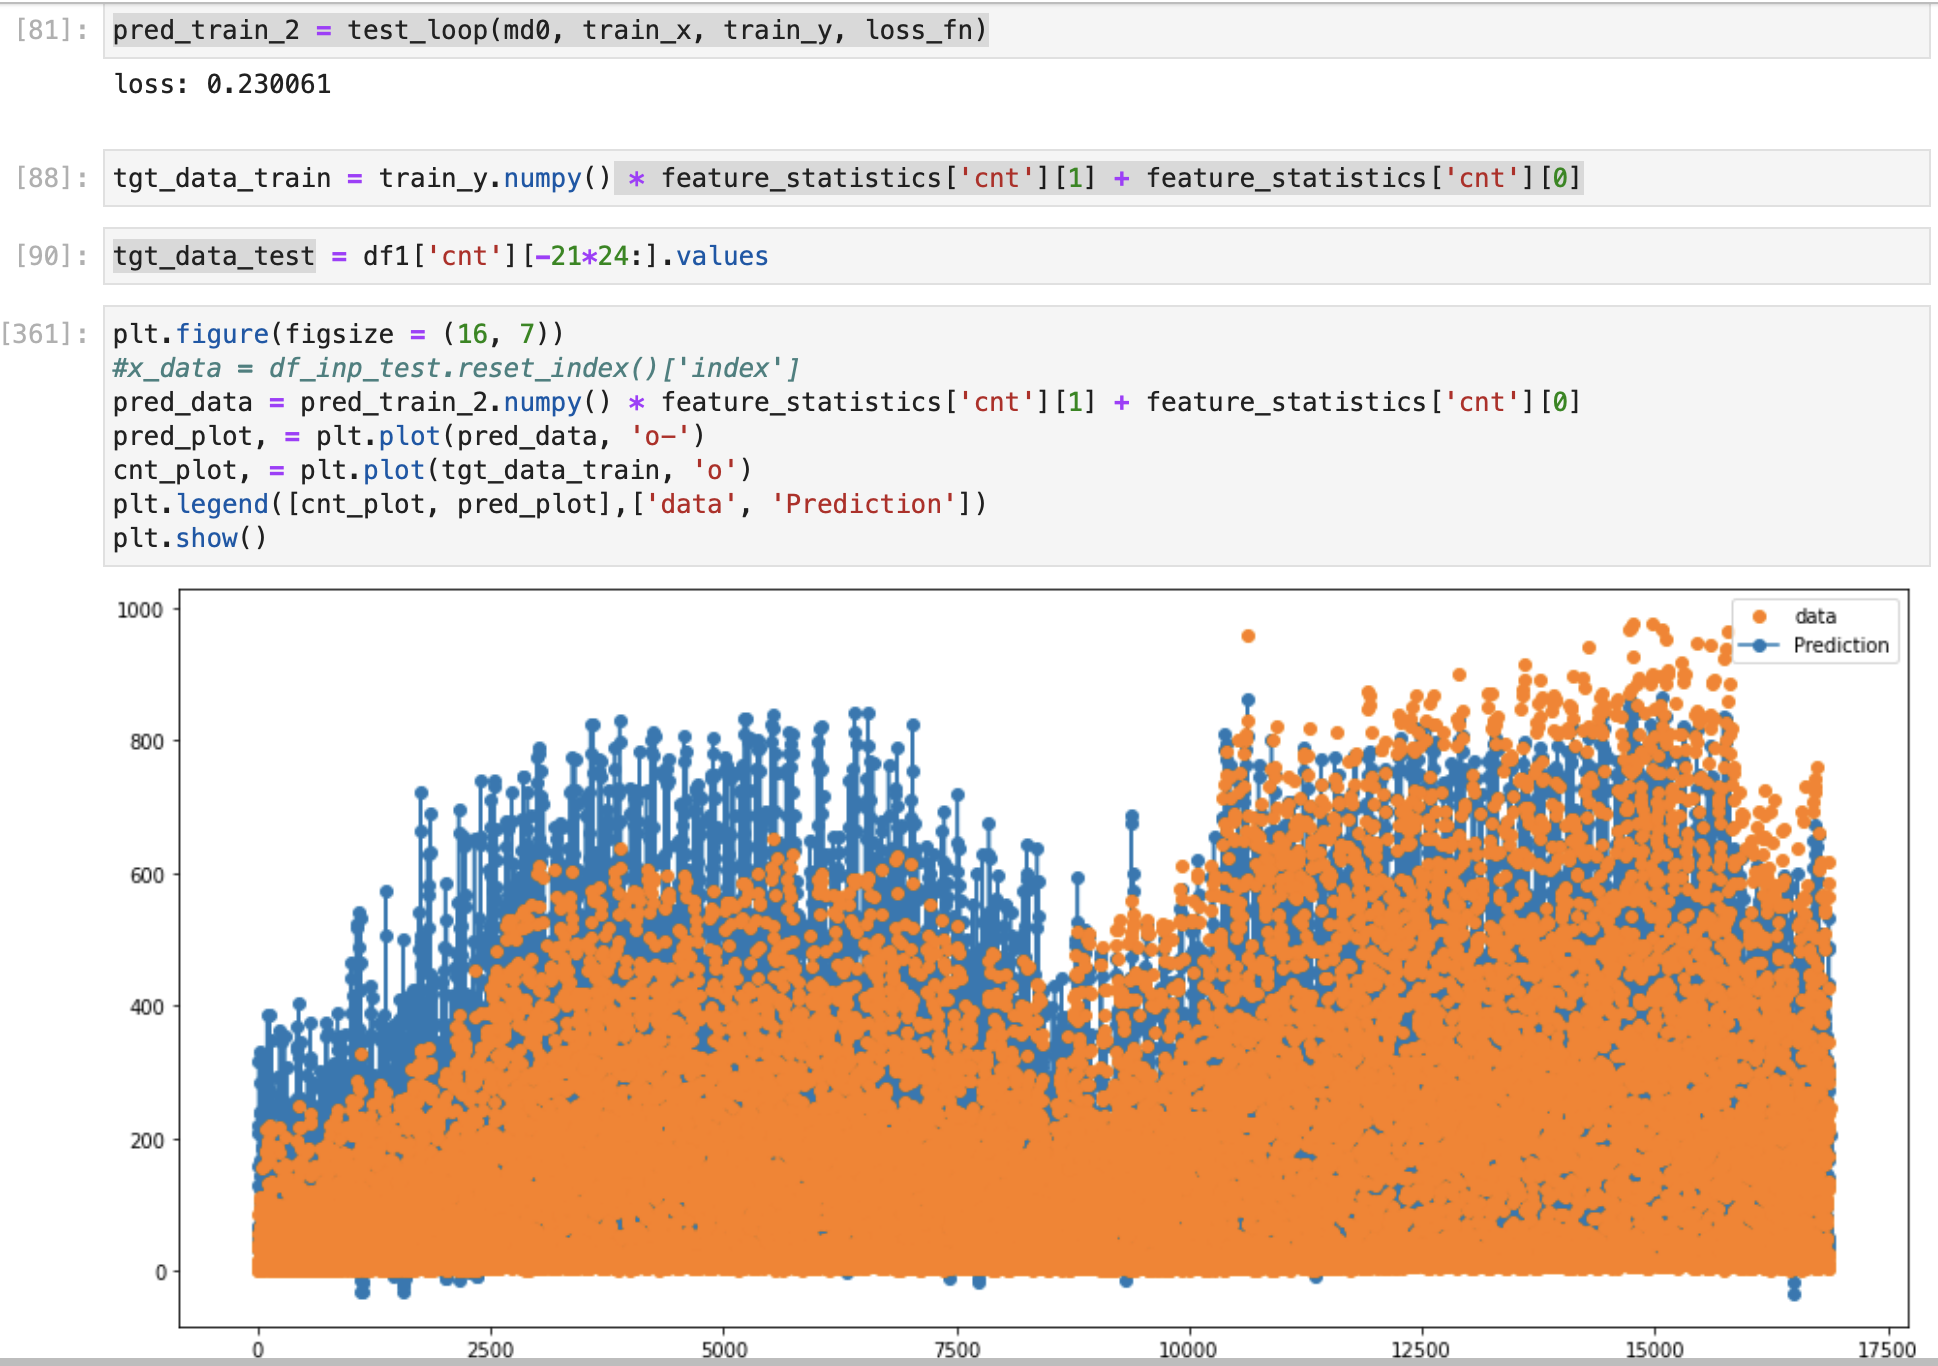 [81]: pred_train_2 = test_loop(md0, train_x, train_y, loss_fn)
loss: 0.230061
[88]: tgt_data_train = train_y.numpy() * feature_statistics['cnt'][1] + feature_statistics['cnt'][0]
[90]: tgt_data_test = df1['cnt'][-21*24:].values
[361]: plt.figure(figsize = (16, 7))
#x_data = df_inp_test.reset_index()['index']
pred_data = pred_train_2.numpy() * feature_statistics['cnt'][1] + feature_statistics['cnt'][0]
pred_plot, = plt.plot(pred_data, 'o-')
cnt_plot, = plt.plot(tgt_data_train, 'o')
plt.legend([cnt_plot, pred_plot],['data', 'Prediction'])
plt.show()
1000
800
600
400
200
0
data
Prediction
0 2500 5000 7500 10000 12500 15000 17500